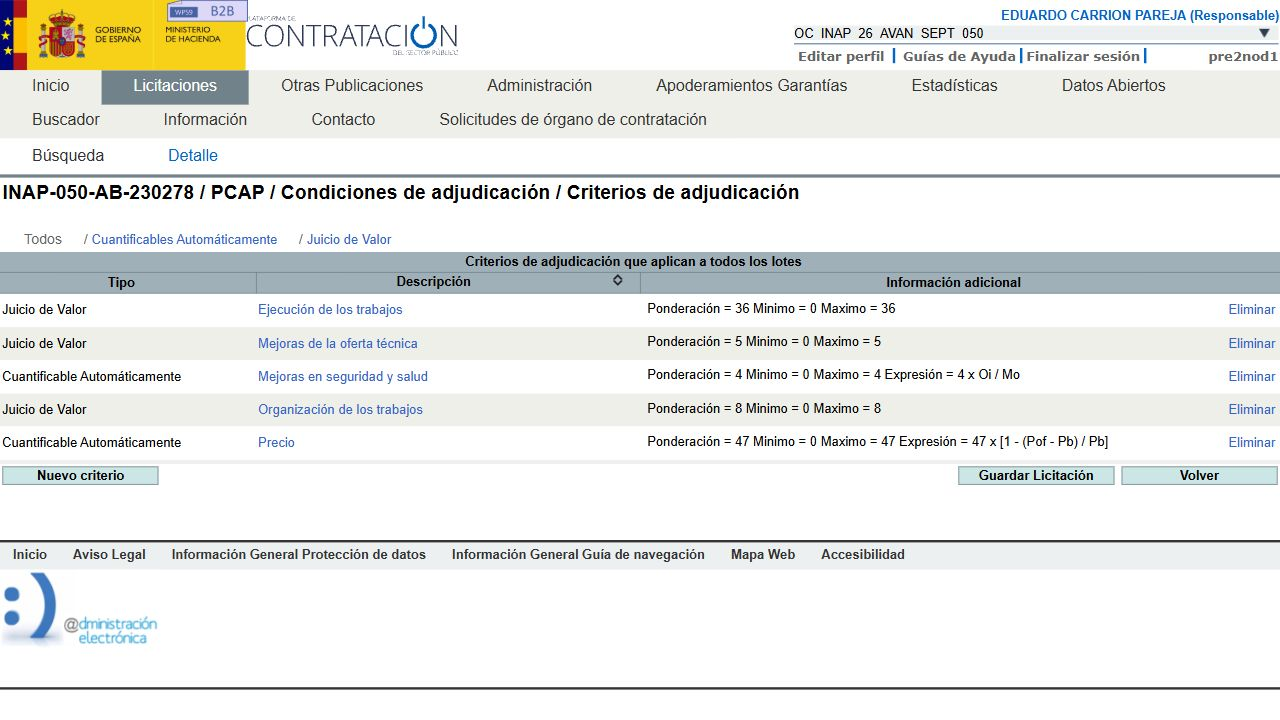 WPS9 B2B
GOBIERNO DE ESPAÑA
MINISTERIO DE HACIENDA
PLATAFORMA DE
CONTRATACIÓN
DEL SECTOR PÚBLICO
EDUARDO CARRION PAREJA (Responsable)
OC INAP 26 AVAN SEPT 050
Editar perfil Guías de Ayuda Finalizar sesión pre2nod1
Inicio Licitaciones Otras Publicaciones Administración Apoderamientos Garantías Estadísticas Datos Abiertos
Buscador Información Contacto Solicitudes de órgano de contratación
Búsqueda Detalle
INAP-050-AB-230278 / PCAP / Condiciones de adjudicación / Criterios de adjudicación
Todos / Cuantificables Automáticamente / Juicio de Valor
Criterios de adjudicación que aplican a todos los lotes
Tipo Descripción Información adicional
Juicio de Valor Ejecución de los trabajos Ponderación = 36 Minimo = 0 Maximo = 36 Eliminar
Juicio de Valor Mejoras de la oferta técnica Ponderación = 5 Minimo = 0 Maximo = 5 Eliminar
Cuantificable Automáticamente Mejoras en seguridad y salud Ponderación = 4 Minimo = 0 Maximo = 4 Expresión = 4 x Oi / Mo Eliminar
Juicio de Valor Organización de los trabajos Ponderación = 8 Minimo = 0 Maximo = 8 Eliminar
Cuantificable Automáticamente Precio Ponderación = 47 Minimo = 0 Maximo = 47 Expresión = 47 x [1 - (Pof - Pb) / Pb] Eliminar
Nuevo criterio Guardar Licitación Volver
Inicio Aviso Legal Información General Protección de datos Información General Guía de navegación Mapa Web Accesibilidad
@dministración
electrónica